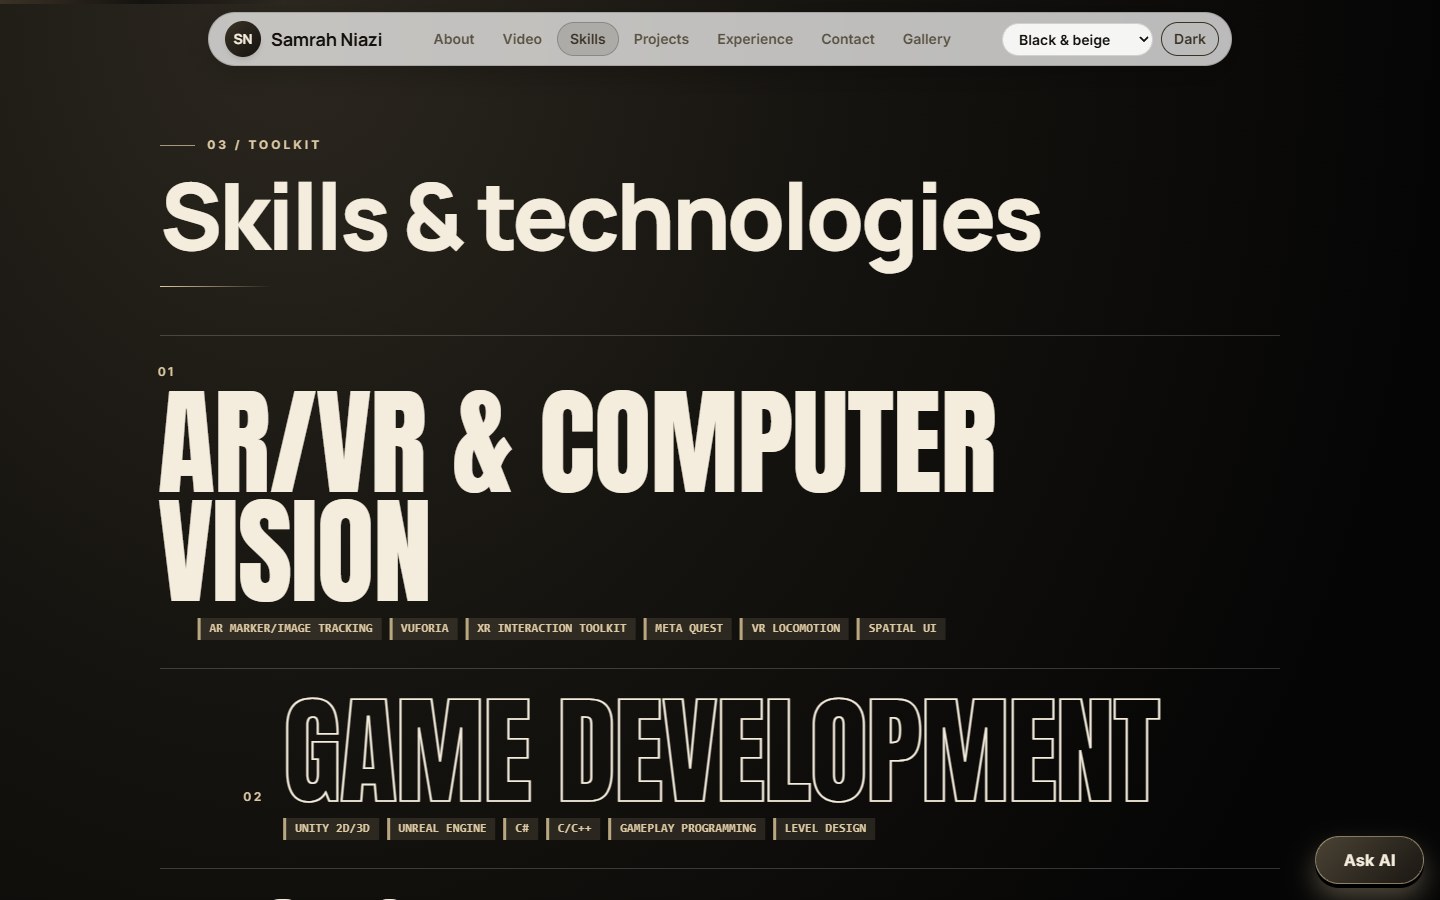 SN Samrah Niazi About Video Skills Projects Experience Contact Gallery Black & beige Dark
03 / TOOLKIT
Skills & technologies
01
AR/VR & COMPUTER
VISION
AR MARKER/IMAGE TRACKING VUFORIA XR INTERACTION TOOLKIT META QUEST VR LOCOMOTION SPATIAL UI
02 GAME DEVELOPMENT
UNITY 2D/3D UNREAL ENGINE C# C/C++ GAMEPLAY PROGRAMMING LEVEL DESIGN
Ask AI